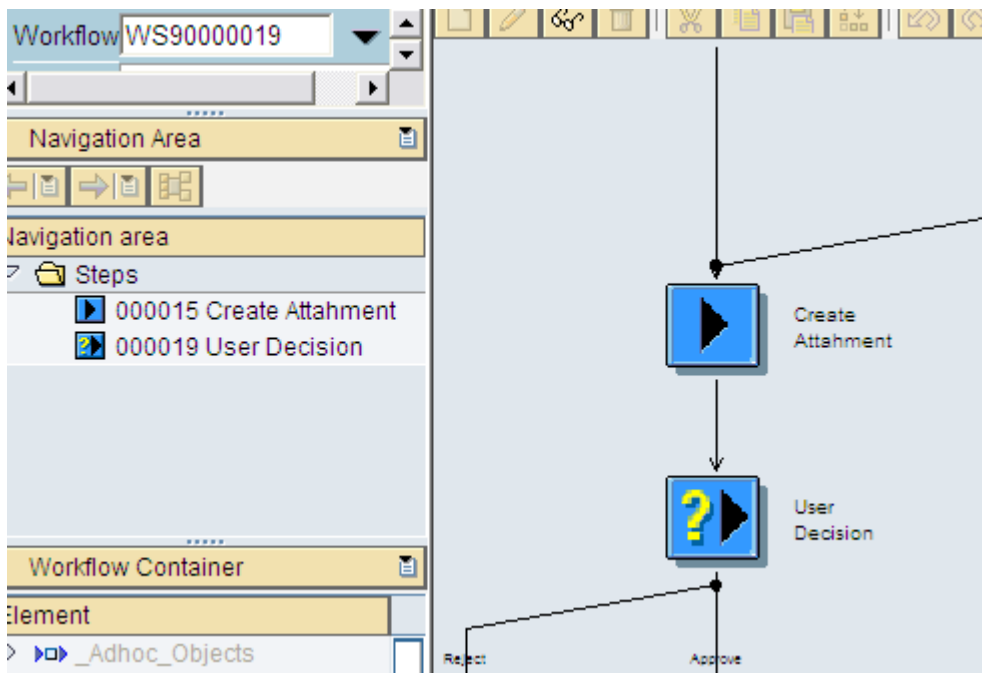 Workflow WS90000019
Navigation Area
Navigation area
Steps
000015 Create Attahment
000019 User Decision
Workflow Container
Element
_Adhoc_Objects
Create
Attahment
User
Decision
Reject
Approve